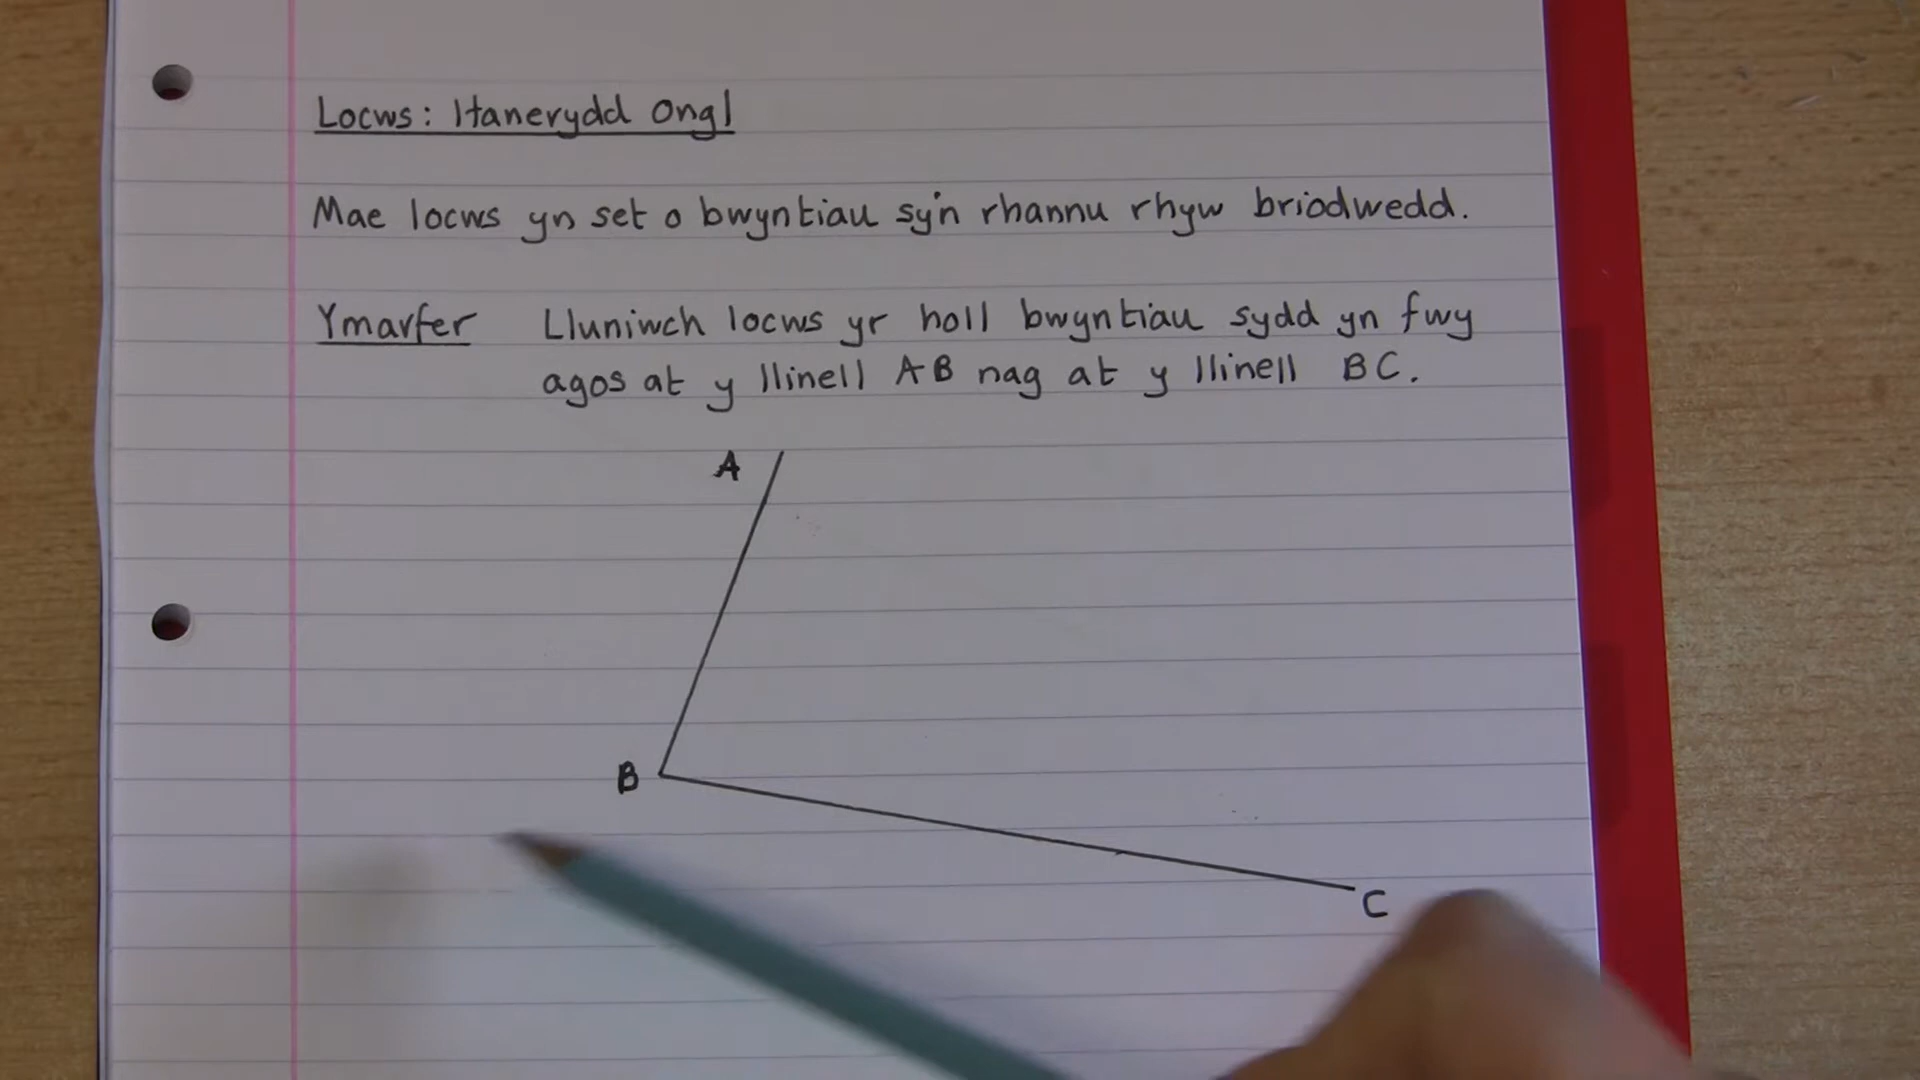 Locws: Hanerydd Ongl
Mae locws yn set o bwyntiau sy'n rhannu rhyw briodwedd.
Ymarfer Lluniwch locws yr holl bwyntiau sydd yn fwy
agos at y llinell AB nag at y llinell BC.
A
B
C